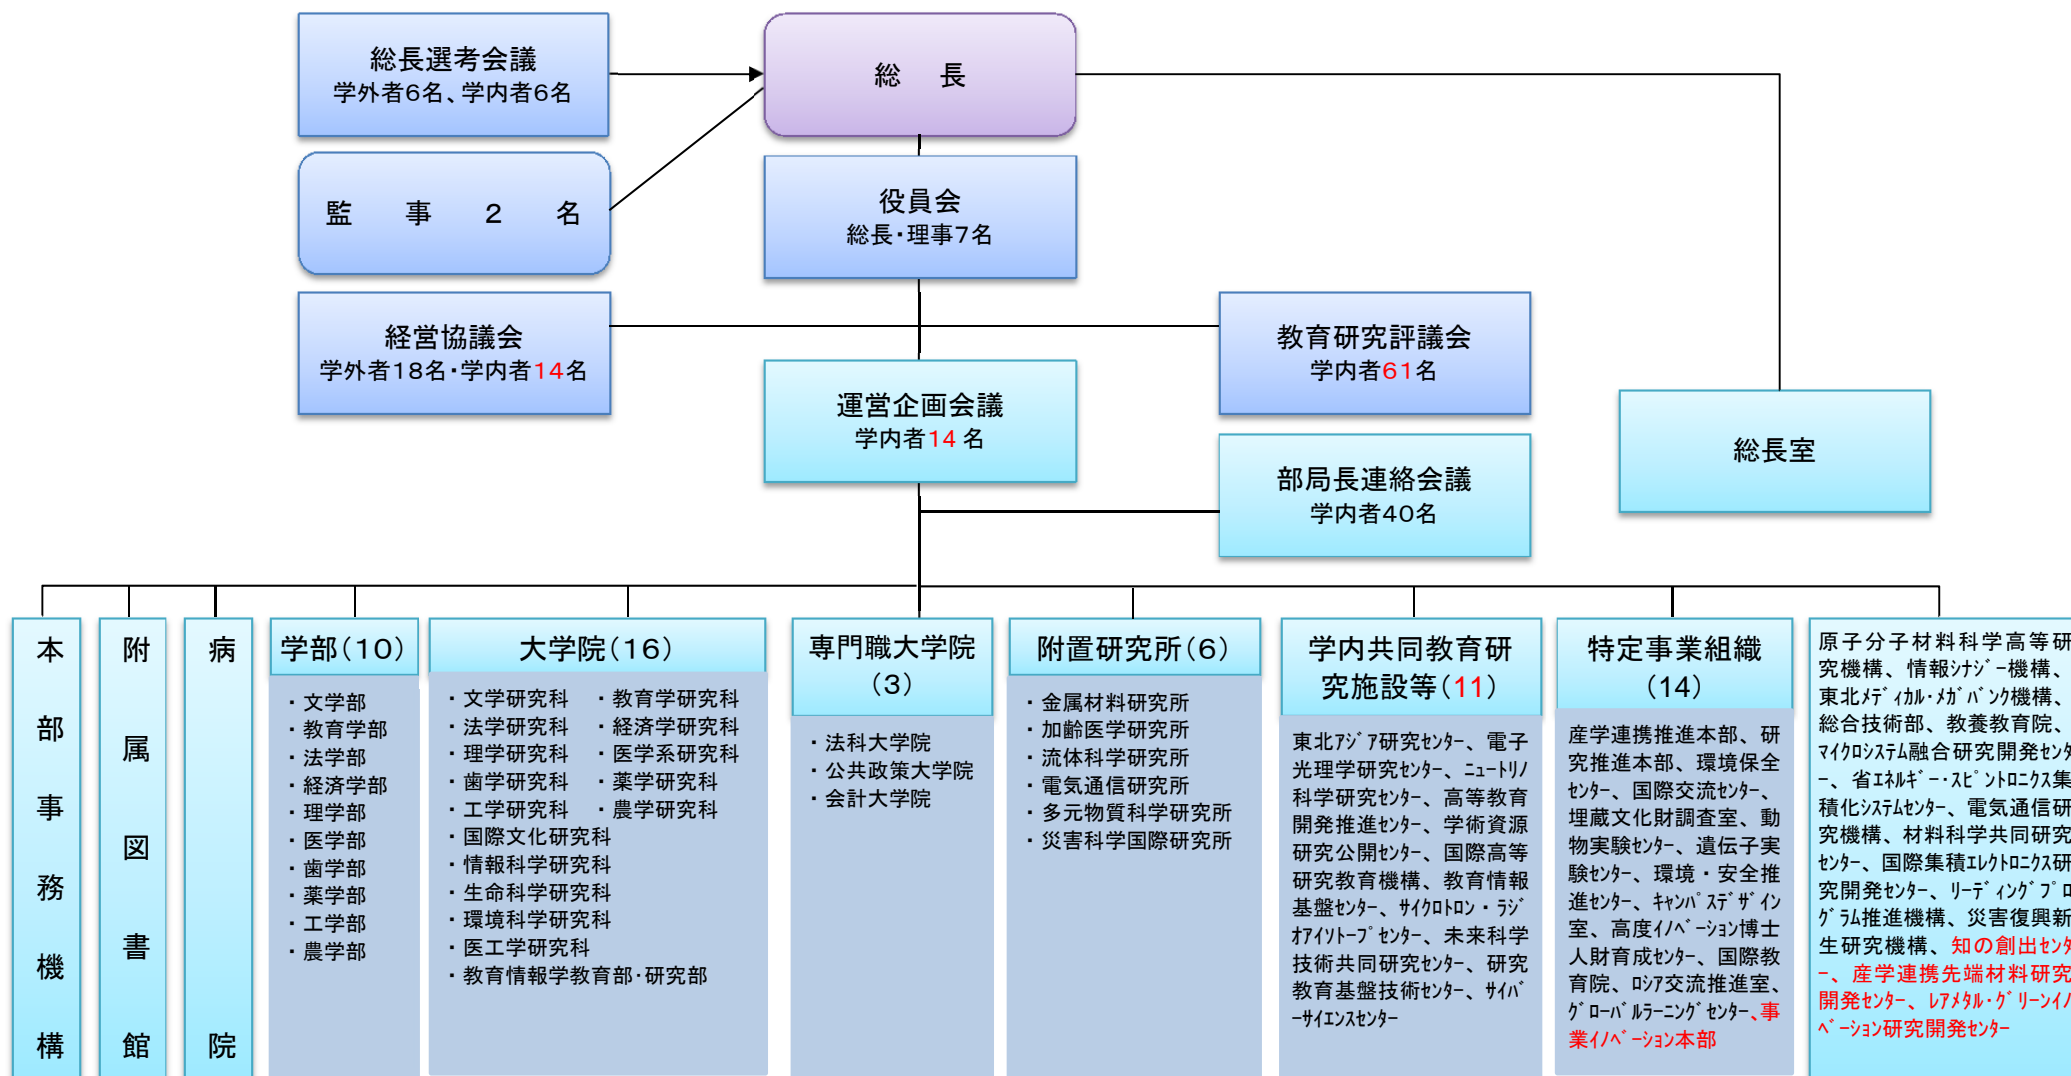 総長選考会議
学外者6名、学内者6名
総　長
監　事　２　名
役員会
総長・理事7名
経営協議会
学外者18名・学内者14名
教育研究評議会
学内者61名
運営企画会議
学内者14 名
総長室
部局長連絡会議
学内者40名
本部事務機構
附属図書館
病院
学部（10）
・文学部
・教育学部
・法学部
・経済学部
・理学部
・医学部
・歯学部
・薬学部
・工学部
・農学部
大学院（16）
・文学研究科　・教育学研究科
・法学研究科　・経済学研究科
・理学研究科　・医学系研究科
・歯学研究科　・薬学研究科
・工学研究科　・農学研究科
・国際文化研究科
・情報科学研究科
・生命科学研究科
・環境科学研究科
・医工学研究科
・教育情報学教育部・研究部
専門職大学院
（3）
・法科大学院
・公共政策大学院
・会計大学院
附置研究所（6）
・金属材料研究所
・加齢医学研究所
・流体科学研究所
・電気通信研究所
・多元物質科学研究所
・災害科学国際研究所
学内共同教育研
究施設等（11）
東北ｱｼﾞｱ研究ｾﾝﾀｰ、電子
光理学研究ｾﾝﾀｰ、ﾆｭｰﾄﾘﾉ
科学研究ｾﾝﾀｰ、高等教育
開発推進ｾﾝﾀｰ、学術資源
研究公開ｾﾝﾀｰ、国際高等
研究教育機構、教育情報
基盤ｾﾝﾀｰ、ｻｲｸﾛﾄﾛﾝ・ﾗｼﾞ
ｵｱｲｿﾄｰﾌﾟｾﾝﾀｰ、未来科学
技術共同研究ｾﾝﾀｰ、研究
教育基盤技術ｾﾝﾀｰ、ｻｲﾊﾞ
ｰｻｲｴﾝｽｾﾝﾀｰ
特定事業組織
（14）
産学連携推進本部、研
究推進本部、環境保全
ｾﾝﾀｰ、国際交流ｾﾝﾀｰ、
埋蔵文化財調査室、動
物実験ｾﾝﾀｰ、遺伝子実
験ｾﾝﾀｰ、環境・安全推
進ｾﾝﾀｰ、ｷｬﾝﾊﾟｽﾃﾞｻﾞｲﾝ
室、高度ｲﾉﾍﾞｰｼｮﾝ博士
人財育成ｾﾝﾀｰ、国際教
育院、ﾛｼｱ交流推進室、
ｸﾞﾛｰﾊﾞﾙﾗｰﾆﾝｸﾞｾﾝﾀｰ、事
業ｲﾉﾍﾞｰｼｮﾝ本部
原子分子材料科学高等研
究機構、情報ｼﾅｼﾞｰ機構、
東北ﾒﾃﾞｨｶﾙ・ﾒｶﾞﾊﾞﾝｸ機構、
総合技術部、教養教育院、
ﾏｲｸﾛｼｽﾃﾑ融合研究開発ｾﾝﾀ
ｰ、省ｴﾈﾙｷﾞｰ・ｽﾋﾟﾝﾄﾛﾆｸｽ集
積化ｼｽﾃﾑｾﾝﾀｰ、電気通信研
究機構、材料科学共同研究
ｾﾝﾀｰ、国際集積ｴﾚｸﾄﾛﾆｸｽ研
究開発ｾﾝﾀｰ、ﾘｰﾃﾞｨﾝｸﾞﾌﾟﾛ
ｸﾞﾗﾑ推進機構、災害復興新
生研究機構、知の創出ｾﾝﾀ
ｰ、産学連携先端材料研究
開発ｾﾝﾀｰ、ﾚｱﾒﾀﾙ・ｸﾞﾘｰﾝｲﾉ
ﾍﾞｰｼｮﾝ研究開発ｾﾝﾀｰ